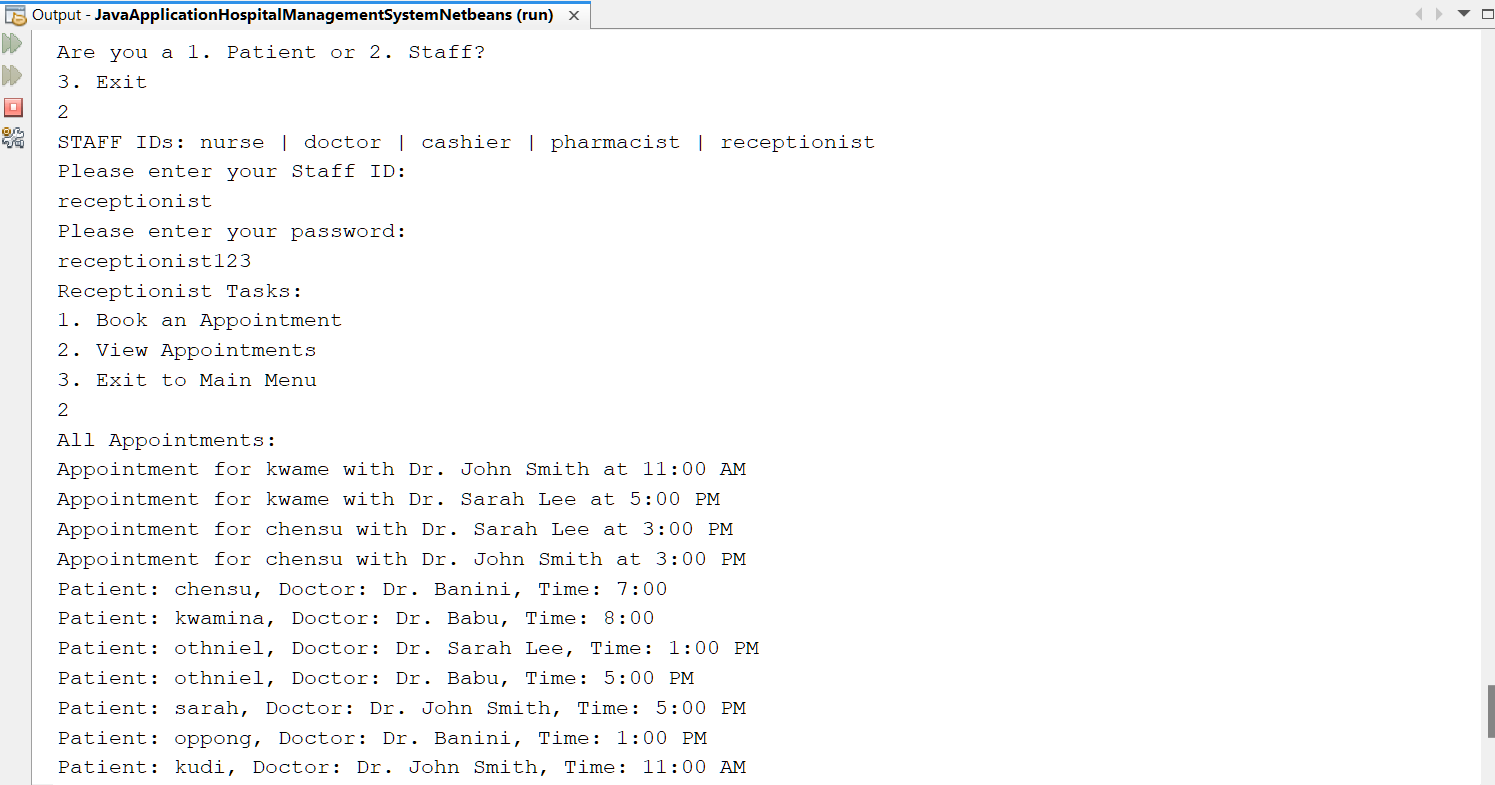 Output - JavaApplicationHospitalManagementSystemNetbeans (run)
Are you a 1. Patient or 2. Staff?
3. Exit
2
STAFF IDs: nurse | doctor | cashier | pharmacist | receptionist
Please enter your Staff ID:
receptionist
Please enter your password:
receptionist123
Receptionist Tasks:
1. Book an Appointment
2. View Appointments
3. Exit to Main Menu
2
All Appointments:
Appointment for kwame with Dr. John Smith at 11:00 AM
Appointment for kwame with Dr. Sarah Lee at 5:00 PM
Appointment for chensu with Dr. Sarah Lee at 3:00 PM
Appointment for chensu with Dr. John Smith at 3:00 PM
Patient: chensu, Doctor: Dr. Banini, Time: 7:00
Patient: kwamina, Doctor: Dr. Babu, Time: 8:00
Patient: othniel, Doctor: Dr. Sarah Lee, Time: 1:00 PM
Patient: othniel, Doctor: Dr. Babu, Time: 5:00 PM
Patient: sarah, Doctor: Dr. John Smith, Time: 5:00 PM
Patient: oppong, Doctor: Dr. Banini, Time: 1:00 PM
Patient: kudi, Doctor: Dr. John Smith, Time: 11:00 AM